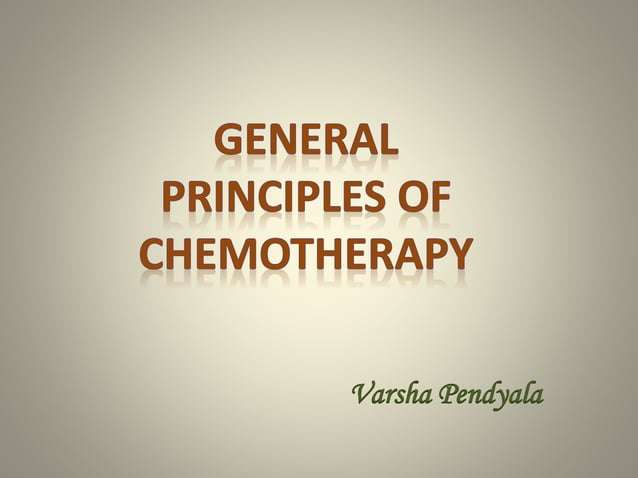 GENERAL
PRINCIPLES OF
CHEMOTHERAPY
Varsha Pendyala